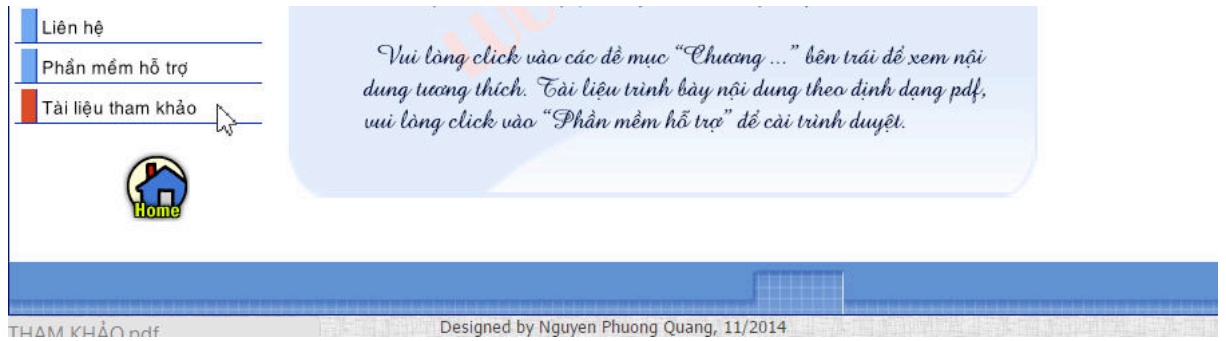 Liên hệ
Phần mềm hỗ trợ
Tài liệu tham khảo
Home
Vui lòng click vào các đề mục “Chương ...” bên trái để xem nội
dung tương thích. Tài liệu trình bày nội dung theo định dạng pdf,
vui lòng click vào “Phần mềm hỗ trợ” để cài trình duyệt.
THAM KHẢO.pdf
Designed by Nguyen Phuong Quang, 11/2014